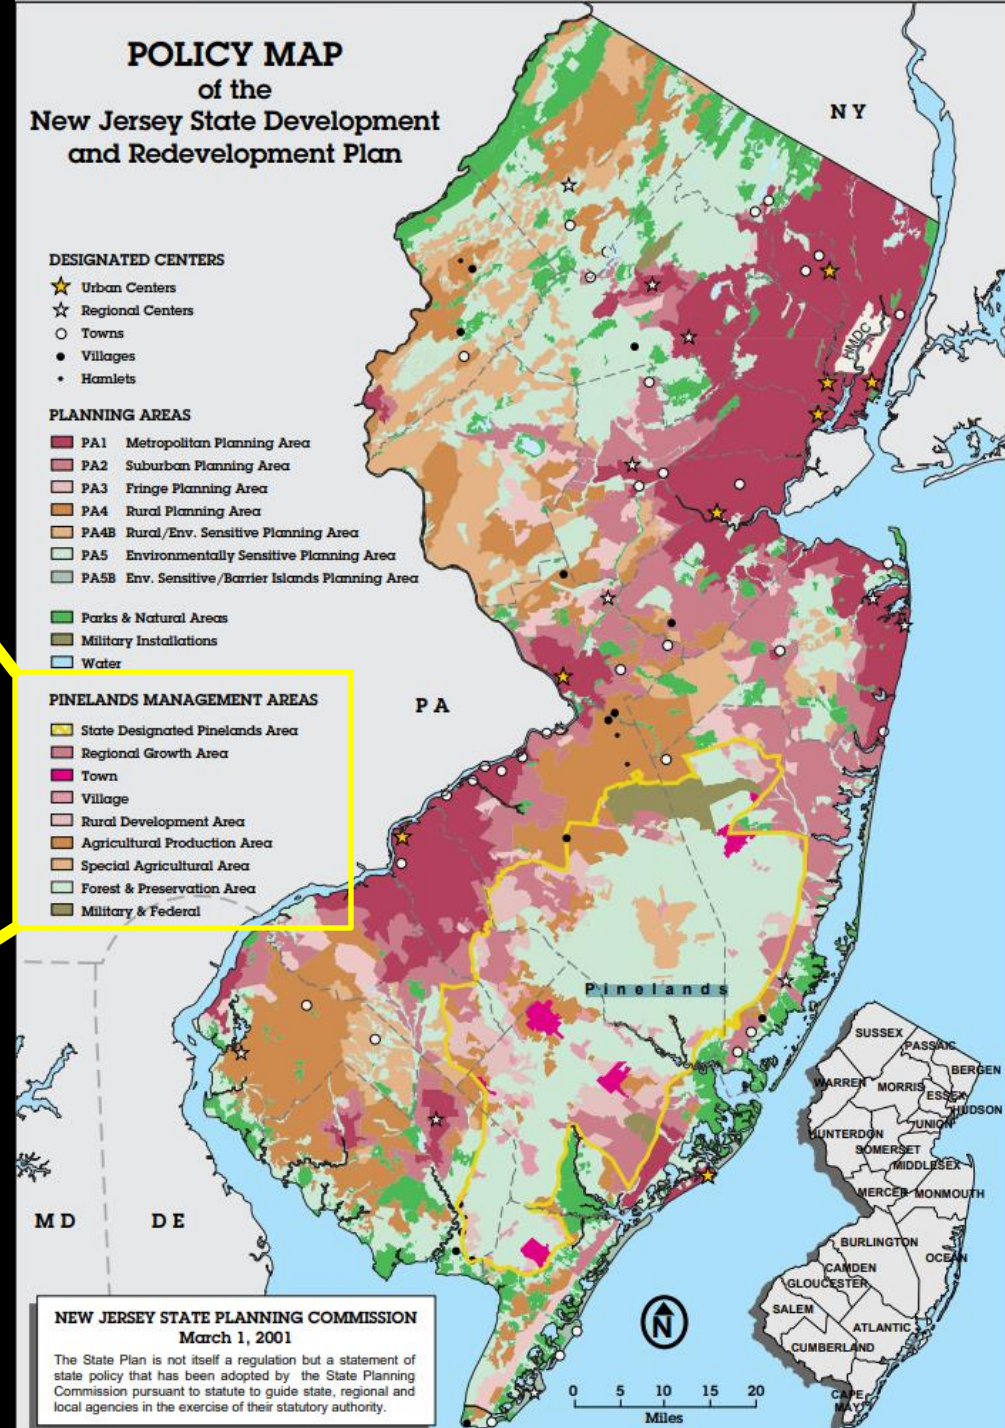 POLICY MAP
of the
New Jersey State Development
and Redevelopment Plan
NY
DESIGNATED CENTERS
Urban Centers
Regional Centers
Towns
Villages
Hamlets
HMDC
PLANNING AREAS
PA1 Metropolitan Planning Area
PA2 Suburban Planning Area
PA3 Fringe Planning Area
PA4 Rural Planning Area
PA4B Rural/Env. Sensitive Planning Area
PA5 Environmentally Sensitive Planning Area
PA5B Env. Sensitive/Barrier Islands Planning Area
Parks & Natural Areas
Military Installations
Water
PINELANDS MANAGEMENT AREAS
State Designated Pinelands Area
Regional Growth Area
Town
Village
Rural Development Area
Agricultural Production Area
Special Agricultural Area
Forest & Preservation Area
Military & Federal
PA
Pinelands
MD
DE
SUSSEX
PASSAIC
BERGEN
WARREN
MORRIS
ESSEX
HUDSON
UNION
HUNTERDON
SOMERSET
MIDDLESEX
MERCER
MONMOUTH
BURLINGTON
OCEAN
CAMDEN
GLOUCESTER
SALEM
ATLANTIC
CUMBERLAND
CAPE
MAY
NEW JERSEY STATE PLANNING COMMISSION
March 1, 2001
The State Plan is not itself a regulation but a statement of
state policy that has been adopted by the State Planning
Commission pursuant to statute to guide state, regional and
local agencies in the exercise of their statutory authority.
N
0 5 10 15 20
Miles